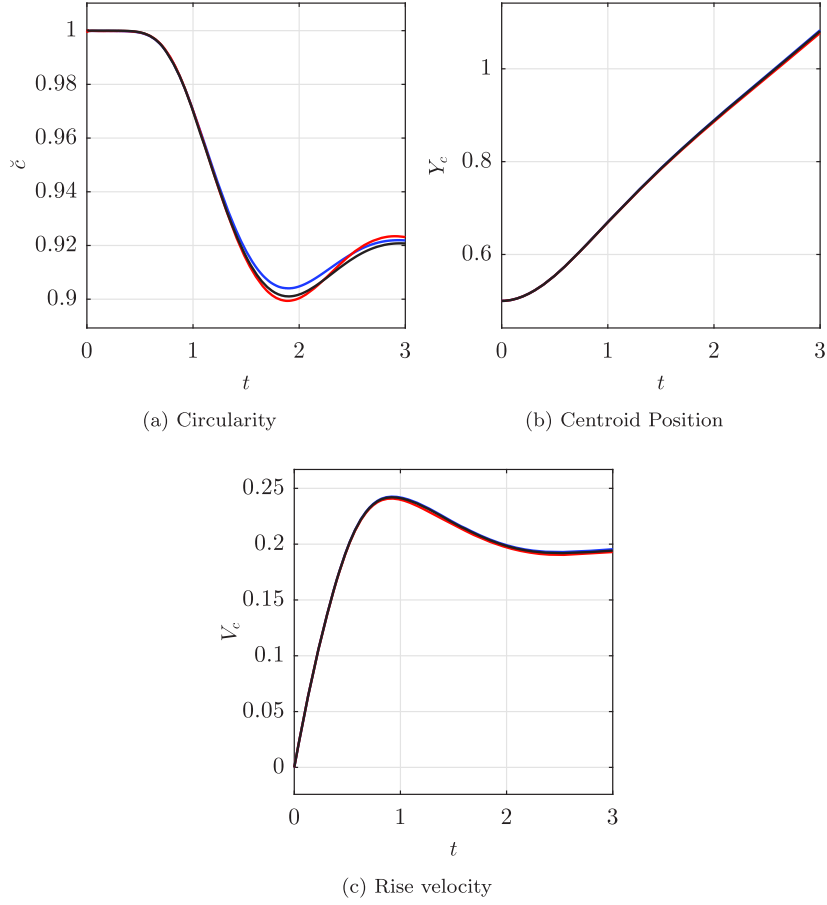 1
0.98
0.96
0.94
0.92
0.9
c̆
0 1 2 3
t
(a) Circularity
1
0.8
0.6
Y_c
0 1 2 3
t
(b) Centroid Position
0.25
0.2
0.15
0.1
0.05
0
V_c
0 1 2 3
t
(c) Rise velocity